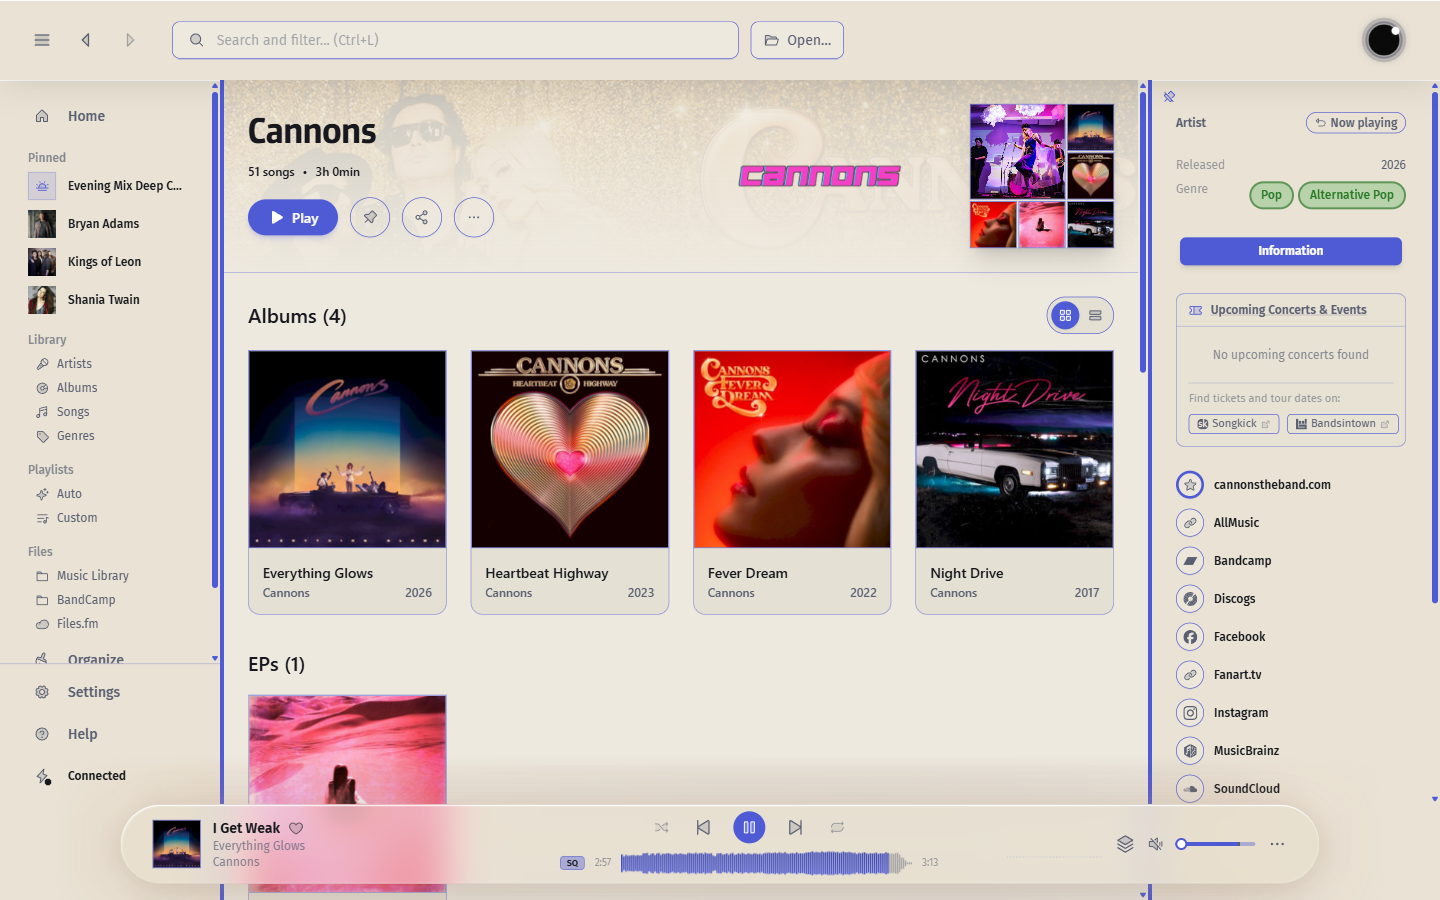 Search and filter... (Ctrl+L)
Open...
Home
Pinned
Evening Mix Deep C...
Bryan Adams
Kings of Leon
Shania Twain
Library
Artists
Albums
Songs
Genres
Playlists
Auto
Custom
Files
Music Library
BandCamp
Files.fm
Organize
Settings
Help
Connected
Cannons
51 songs • 3h 0min
Play
cannons
Albums (4)
Cannons
Everything Glows
Cannons 2026
CANNONS
HEARTBEAT HIGHWAY
Heartbeat Highway
Cannons 2023
CANNONS
FEVER
DREAM
Fever Dream
Cannons 2022
CANNONS
Night Drive
Night Drive
Cannons 2017
EPs (1)
Artist
Now playing
Released 2026
Genre Pop Alternative Pop
Information
Upcoming Concerts & Events
No upcoming concerts found
Find tickets and tour dates on:
Songkick
Bandsintown
cannonstheband.com
AllMusic
Bandcamp
Discogs
Facebook
Fanart.tv
Instagram
MusicBrainz
SoundCloud
I Get Weak
Everything Glows
Cannons
SQ 2:57 3:13